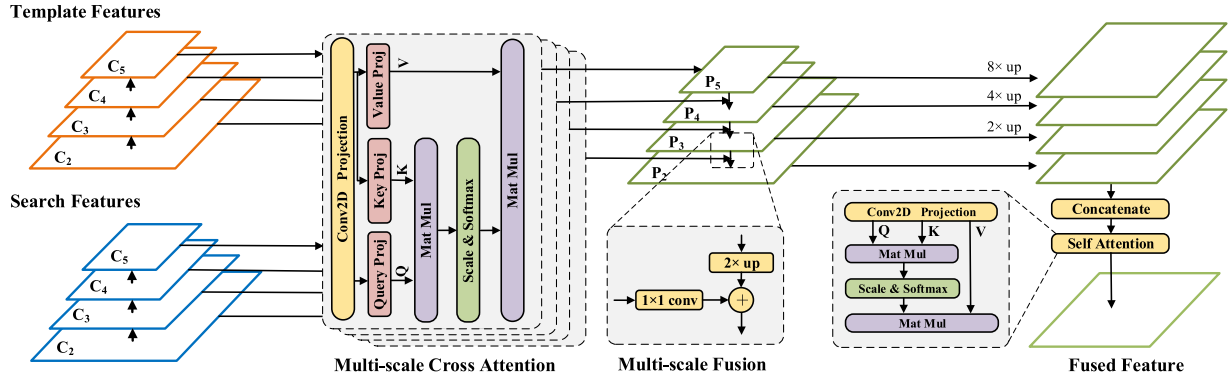 Template Features
C5
C4
C3
C2
Search Features
C5
C4
C3
C2
Conv2D Projection
Value Proj
Key Proj
Query Proj
V
K
Q
Mat Mul
Scale & Softmax
Mat Mul
Multi-scale Cross Attention
P5
P4
P3
P2
2× up
1×1 conv
+
Multi-scale Fusion
8× up
4× up
2× up
Conv2D Projection
Q
K
V
Mat Mul
Scale & Softmax
Mat Mul
Concatenate
Self Attention
Fused Feature